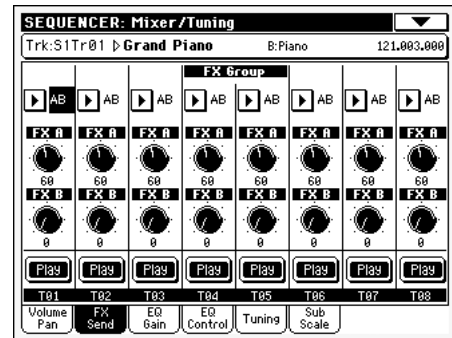 SEQUENCER: Mixer/Tuning
Trk:S1Tr01 Grand Piano B:Piano 121.003.000
FX Group
AB AB AB AB AB AB AB AB
FX A FX A FX A FX A FX A FX A FX A FX A
60 60 60 60 60 60 60 60
FX B FX B FX B FX B FX B FX B FX B FX B
0 0 0 0 0 0 0 0
Play Play Play Play Play Play Play Play
T01 T02 T03 T04 T05 T06 T07 T08
Volume Pan FX Send EQ Gain EQ Control Tuning Sub Scale